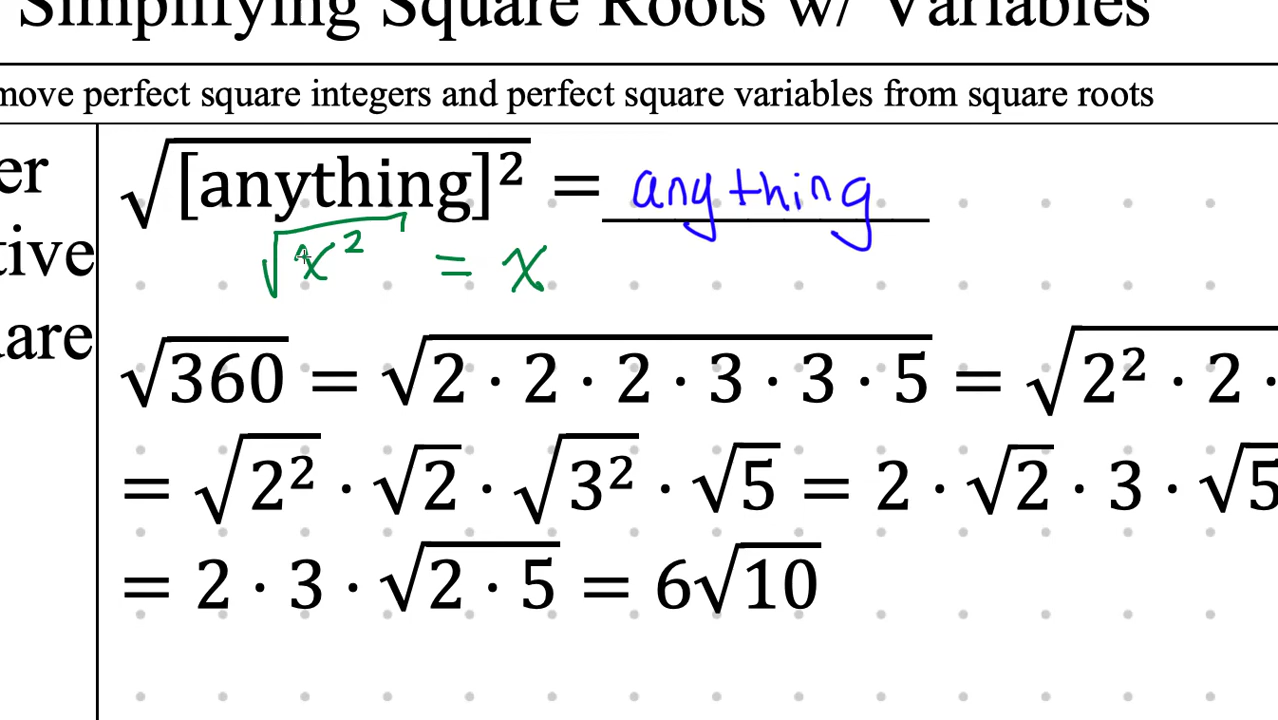 Simplifying Square Roots w/ Variables
move perfect square integers and perfect square variables from square roots
er
√[anything]² = anything
tive
√x² = x
uare
√360 = √2 · 2 · 2 · 3 · 3 · 5 = √2² · 2 ·
= √2² · √2 · √3² · √5 = 2 · √2 · 3 · √5
= 2 · 3 · √2 · 5 = 6√10